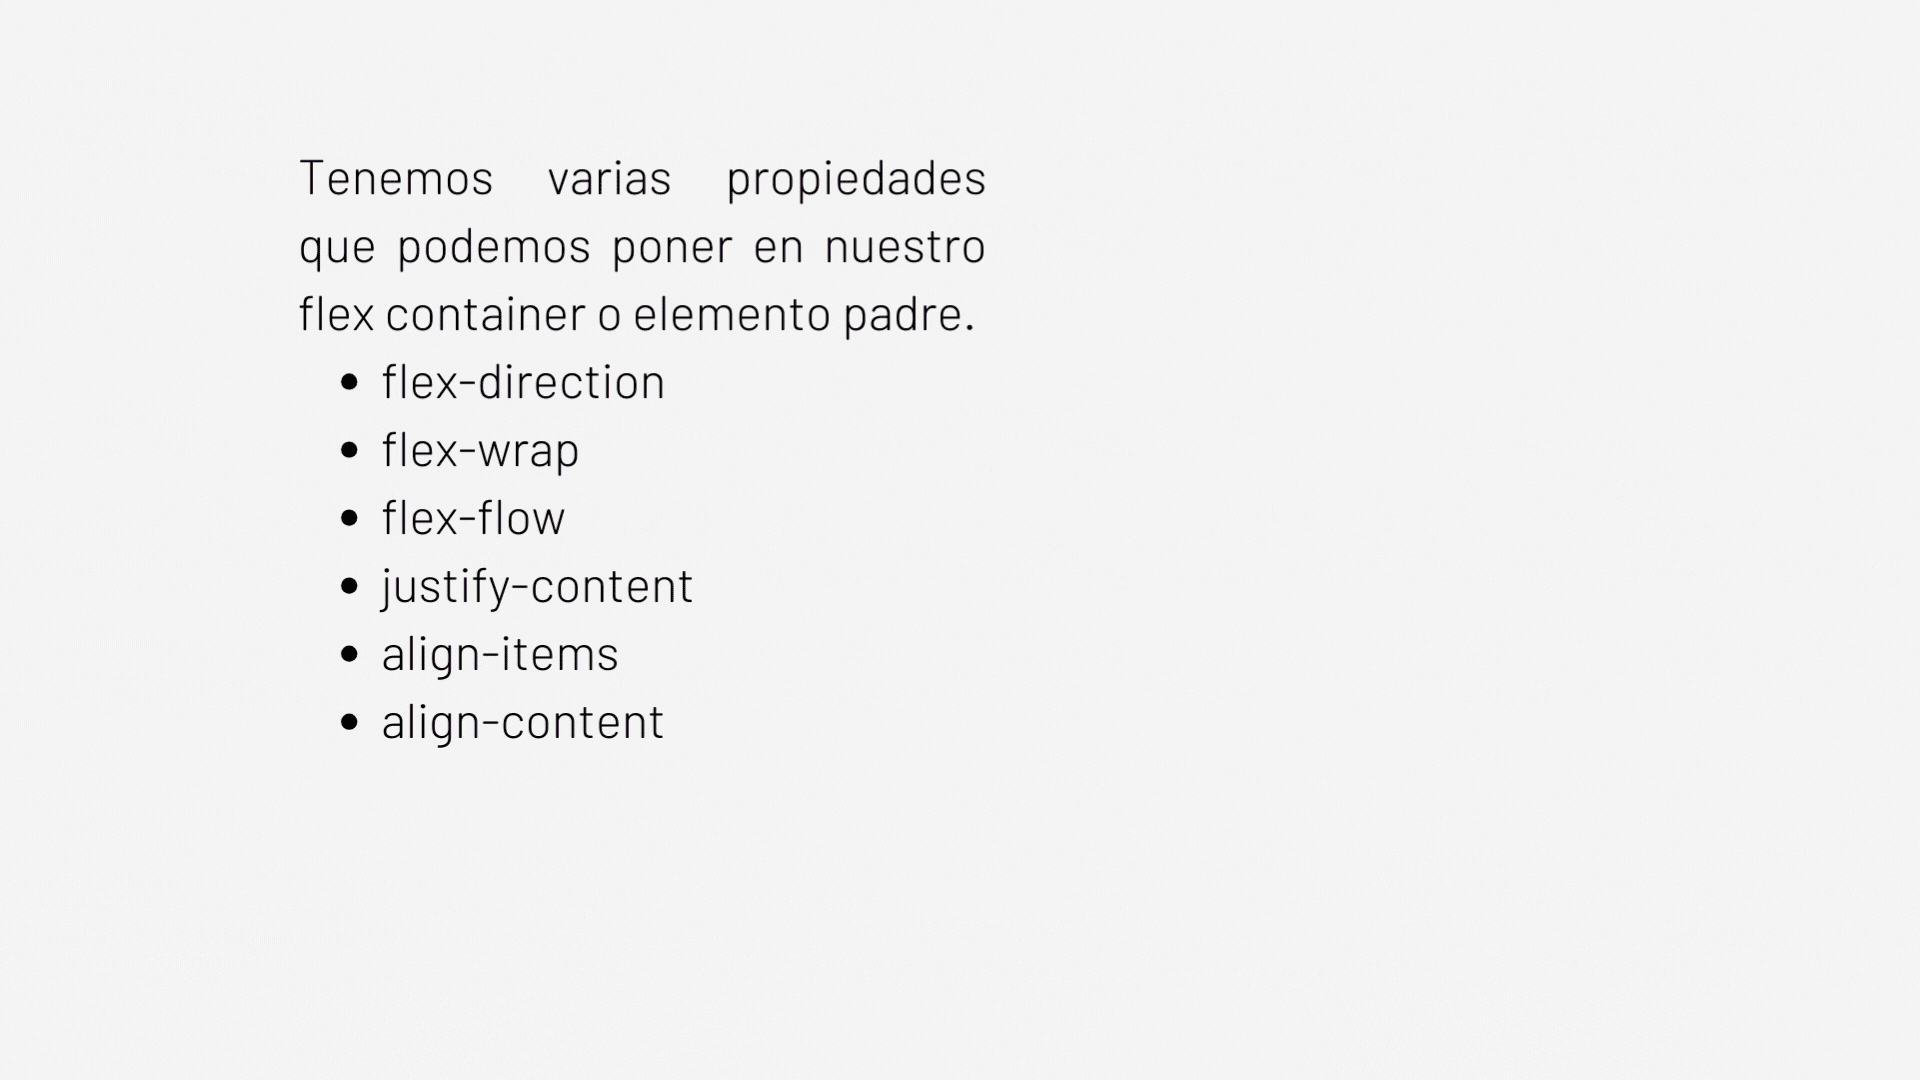 Tenemos varias propiedades
que podemos poner en nuestro
flex container o elemento padre.
• flex-direction
• flex-wrap
• flex-flow
• justify-content
• align-items
• align-content